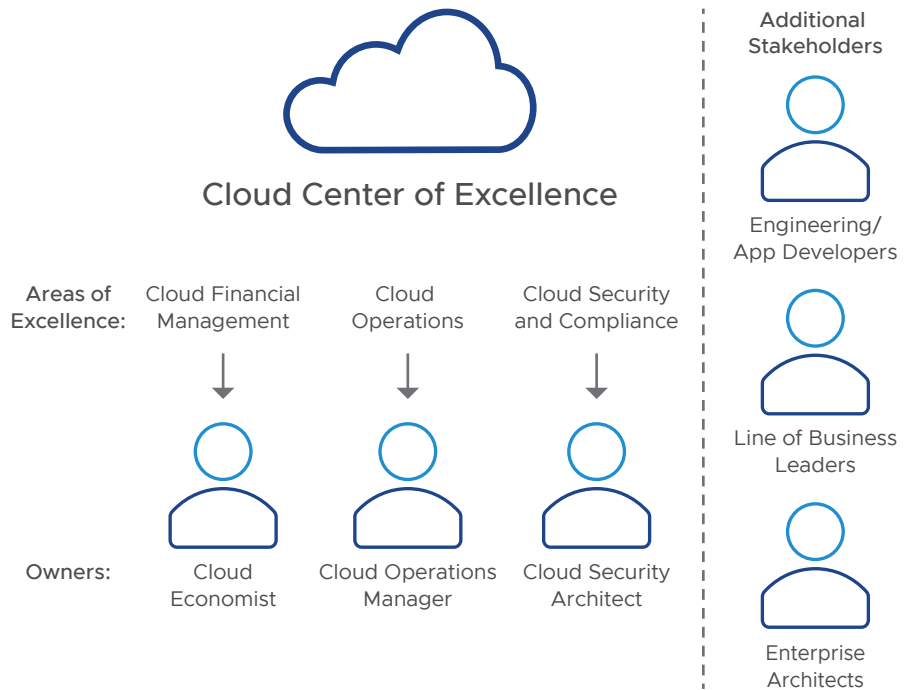 Cloud Center of Excellence
Areas of
Excellence:
Cloud Financial
Management
Cloud
Operations
Cloud Security
and Compliance
Owners:
Cloud
Economist
Cloud Operations
Manager
Cloud Security
Architect
Additional
Stakeholders
Engineering/
App Developers
Line of Business
Leaders
Enterprise
Architects